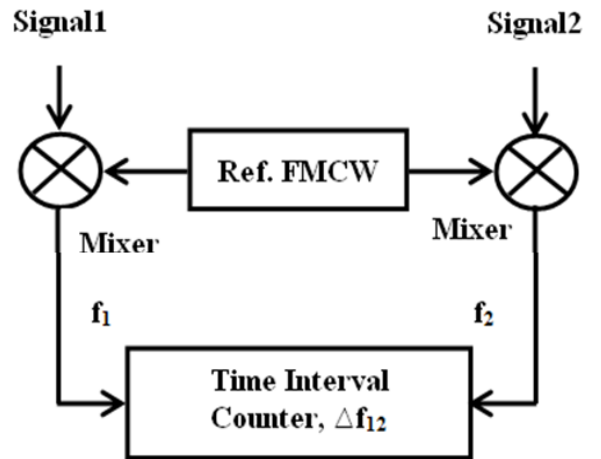 Signal1
Signal2
Ref. FMCW
Mixer
Mixer
f₁
f₂
Time Interval
Counter, △f₁₂